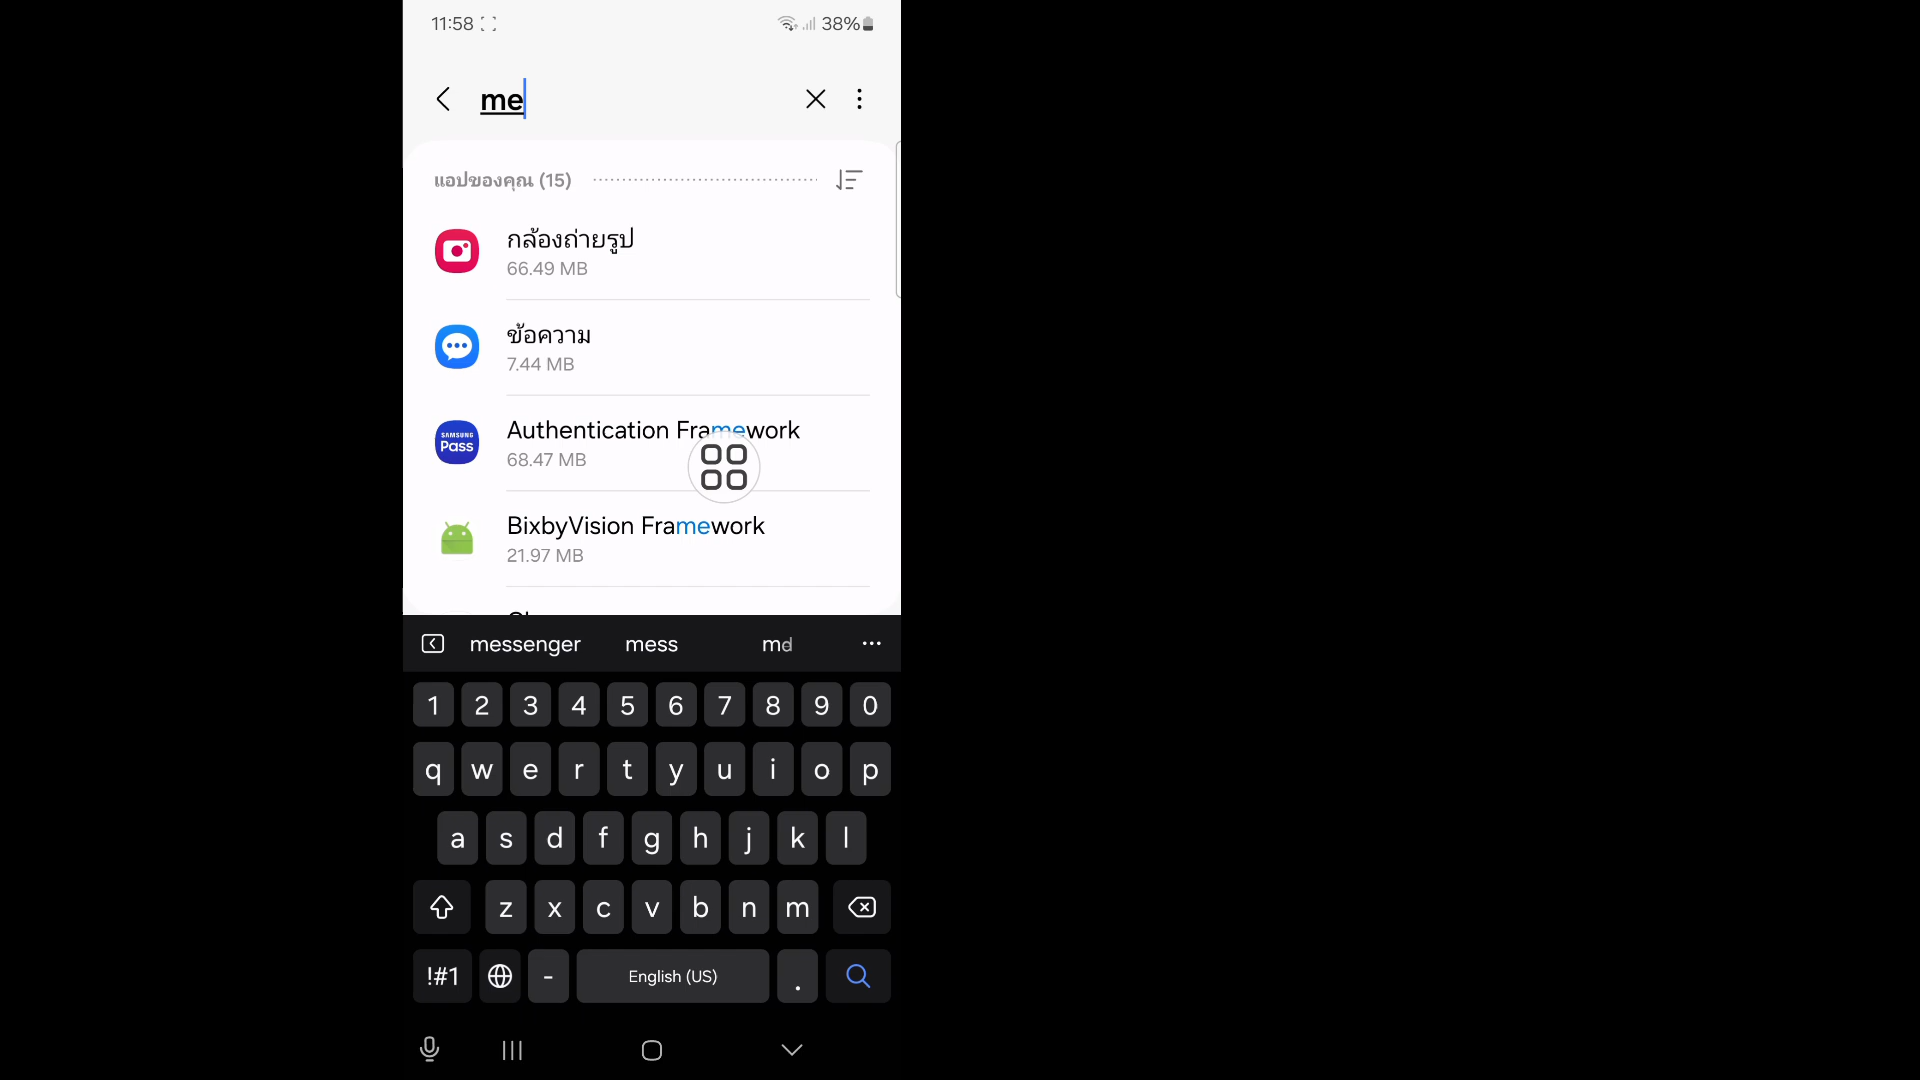 11:58
38%
me
แอปของคุณ (15)
กล้องถ่ายรูป
66.49 MB
ข้อความ
7.44 MB
SAMSUNG
Pass
Authentication Framework
68.47 MB
BixbyVision Framework
21.97 MB
messenger mess
1 2 3 4 5 6 7 8 9 0
q w e r t y u i o p
a s d f g h j k l
z x c v b n m
!#1 - English (US) .